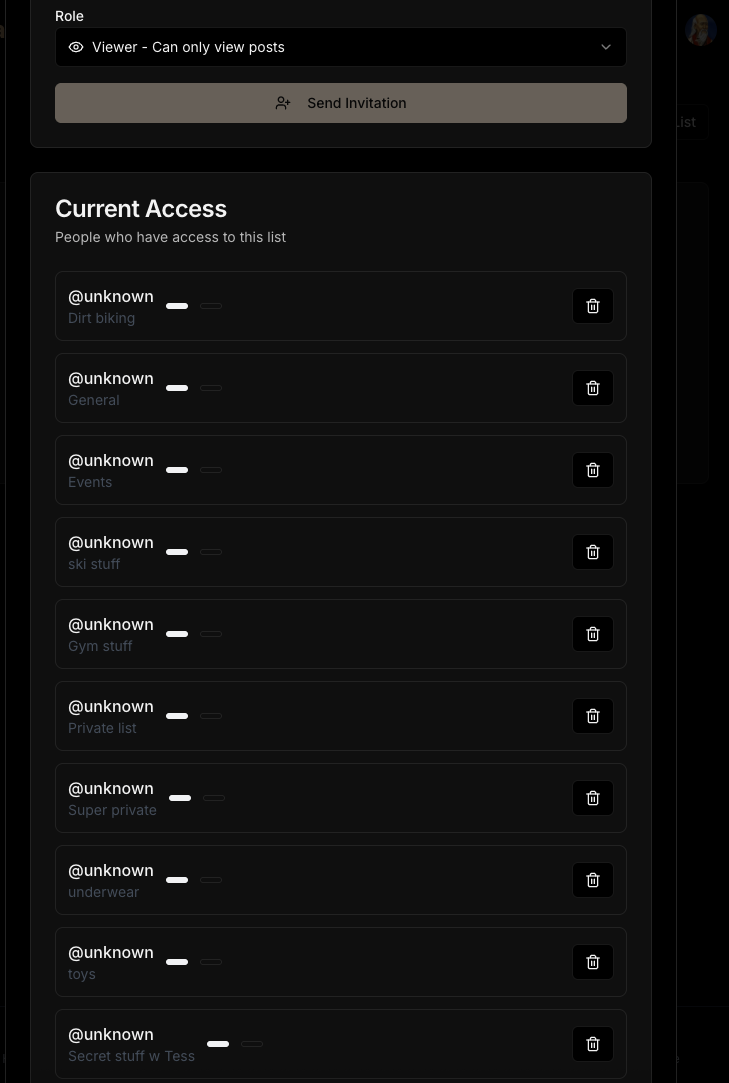 Role
Viewer - Can only view posts
Send Invitation
List
Current Access
People who have access to this list
@unknown
Dirt biking
@unknown
General
@unknown
Events
@unknown
ski stuff
@unknown
Gym stuff
@unknown
Private list
@unknown
Super private
@unknown
underwear
@unknown
toys
@unknown
Secret stuff w Tess